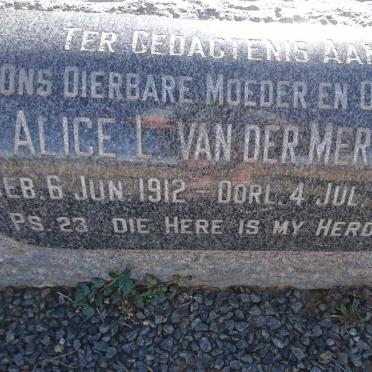 TER GEDAGTENIS AAN
ONS DIERBARE MOEDER EN O
ALICE L. VAN DER MER
GEB. 6 JUN. 1912 - OORL. 4 JUL.
PS. 23. DIE HERE IS MY HERD